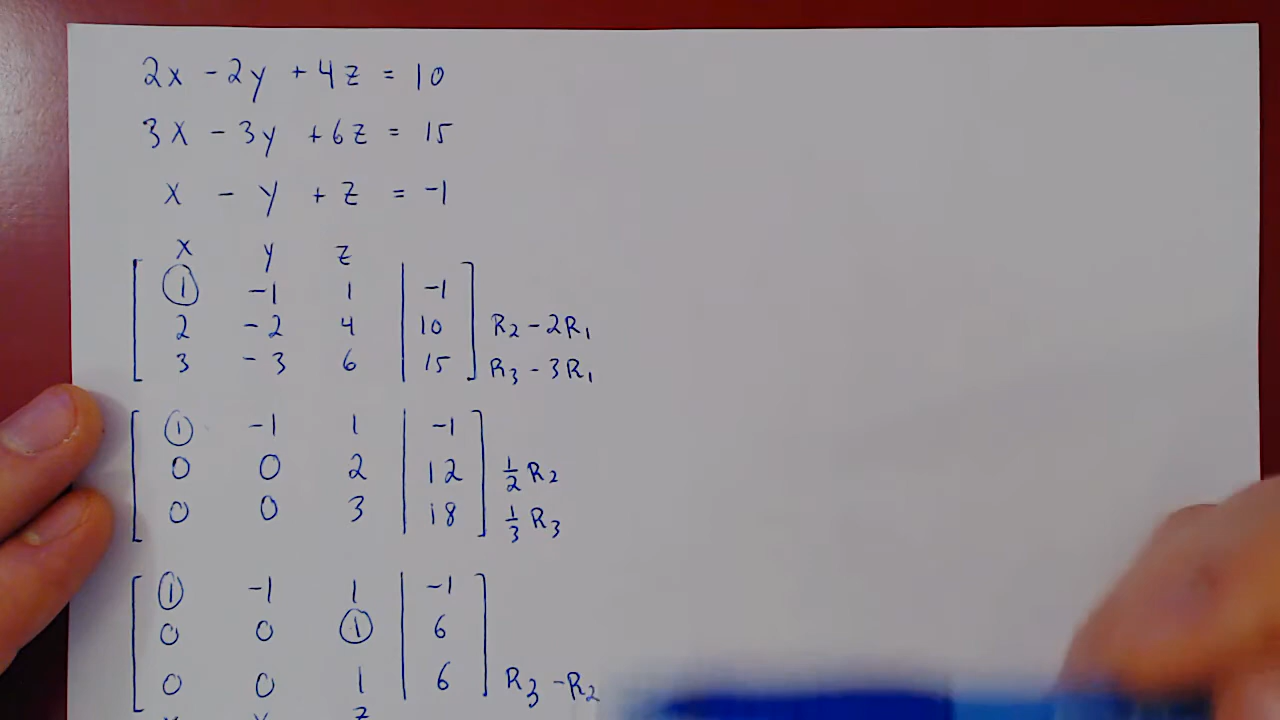 2x - 2y + 4z = 10
3x - 3y + 6z = 15
x - y + z = -1
x y z
1 -1 1 | -1
2 -2 4 | 10 R₂ - 2R₁
3 -3 6 | 15 R₃ - 3R₁
1 -1 1 | -1
0 0 2 | 12 ½ R₂
0 0 3 | 18 ⅓ R₃
1 -1 1 | -1
0 0 1 | 6
0 0 1 | 6 R₃ - R₂